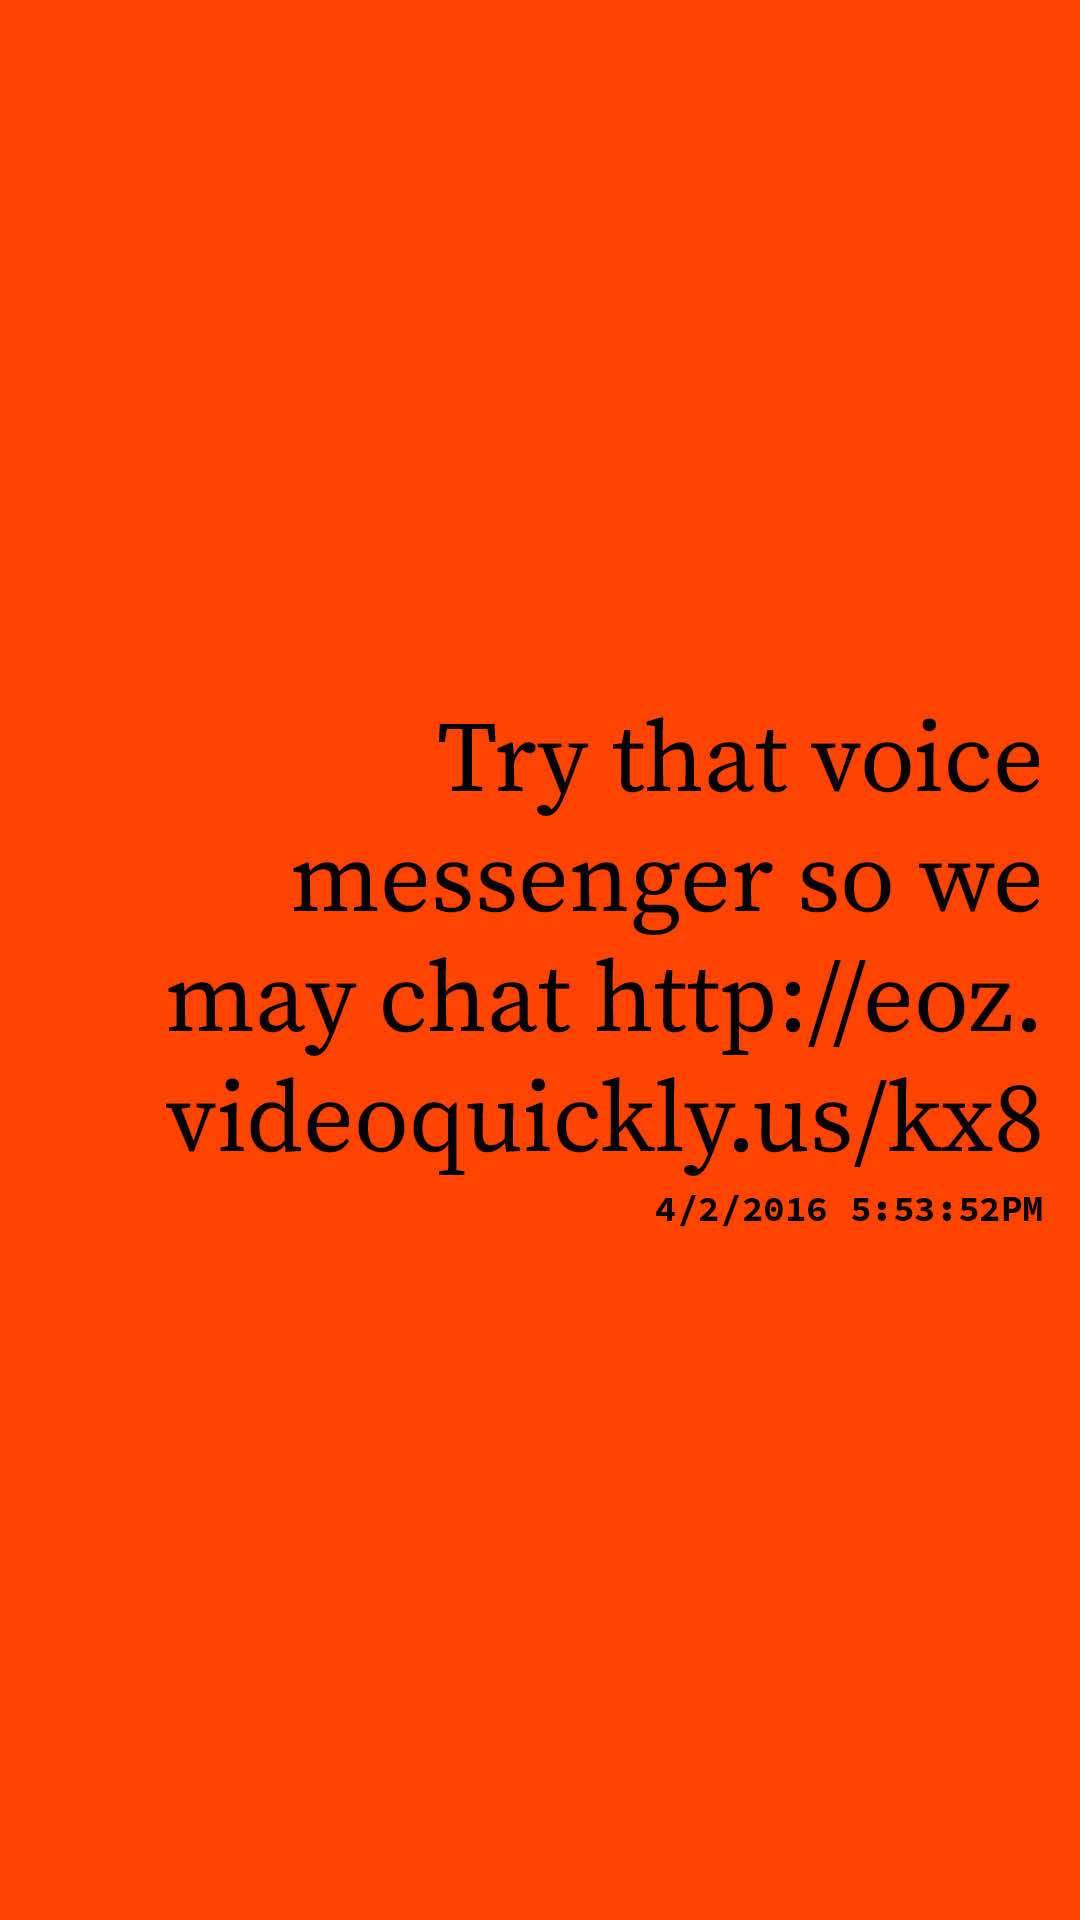 Try that voice
messenger so we
may chat http://eoz.
videoquickly.us/kx8
4/2/2016 5:53:52PM